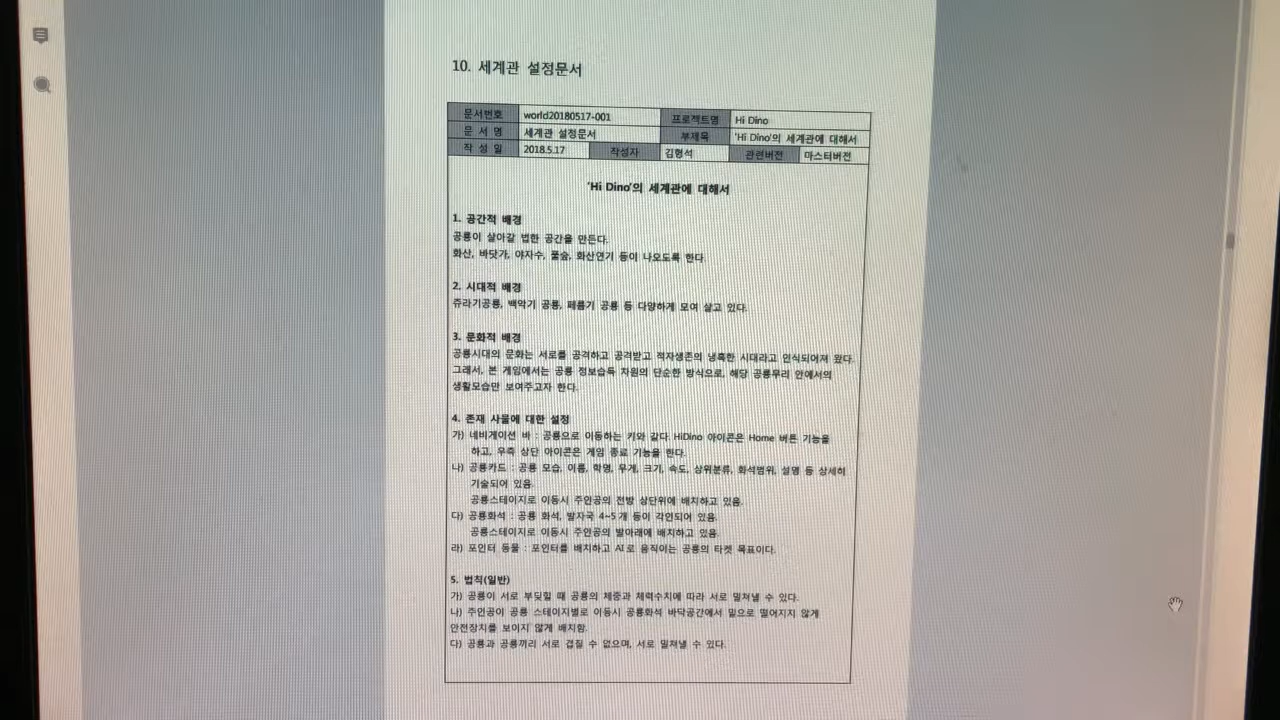 10. 세계관 설정문서
문서번호 world20180517-001 프로젝트명 Hi Dino
문 서 명 세계관 설정문서 부제목 'Hi Dino'의 세계관에 대해서
작 성 일 2018.5.17 작성자 김형석 관련버전 마스터버전
'Hi Dino'의 세계관에 대해서
1. 공간적 배경
공룡이 살아갈 법한 공간을 만든다.
화산, 바닷가, 야자수, 풀숲, 화산연기 등이 나오도록 한다
2. 시대적 배경
쥬라기공룡, 백악기 공룡, 페름기 공룡 등 다양하게 모여 살고 있다.
3. 문화적 배경
공룡시대의 문화는 서로를 공격하고 공격받고 적자생존의 냉혹한 시대라고 인식되어져 왔다.
그래서, 본 게임에서는 공룡 정보습득 차원의 단순한 방식으로, 해당 공룡무리 안에서의
생활모습만 보여주고자 한다.
4. 존재 사물에 대한 설정
가) 네비게이션 바 : 공룡으로 이동하는 키와 같다 HiDino 아이콘은 Home 버튼 기능을
하고, 우측 상단 아이콘은 게임 종료 기능을 한다.
나) 공룡카드 : 공룡 모습, 이름, 학명, 무게, 크기, 속도, 상위분류, 화석범위, 설명 등 상세히
기술되어 있음.
공룡스테이지로 이동시 주인공의 전방 상단위에 배치하고 있음.
다) 공룡화석 : 공룡 화석, 발자국 4~5개 등이 각인되어 있음.
공룡스테이지로 이동시 주인공의 발아래에 배치하고 있음
라) 포인터 동물 : 포인터를 배치하고 AI로 움직이는 공룡의 타켓 목표이다.
5. 법칙(일반)
가) 공룡이 서로 부딪힐 때 공룡의 체중과 체력수치에 따라 서로 밀쳐낼 수 있다.
나) 주인공이 공룡 스테이지별로 이동시 공룡화석 바닥공간에서 밑으로 떨어지지 않게
안전장치를 보이지 않게 배치함.
다) 공룡과 공룡끼리 서로 겹칠 수 없으며, 서로 밀쳐낼 수 있다.